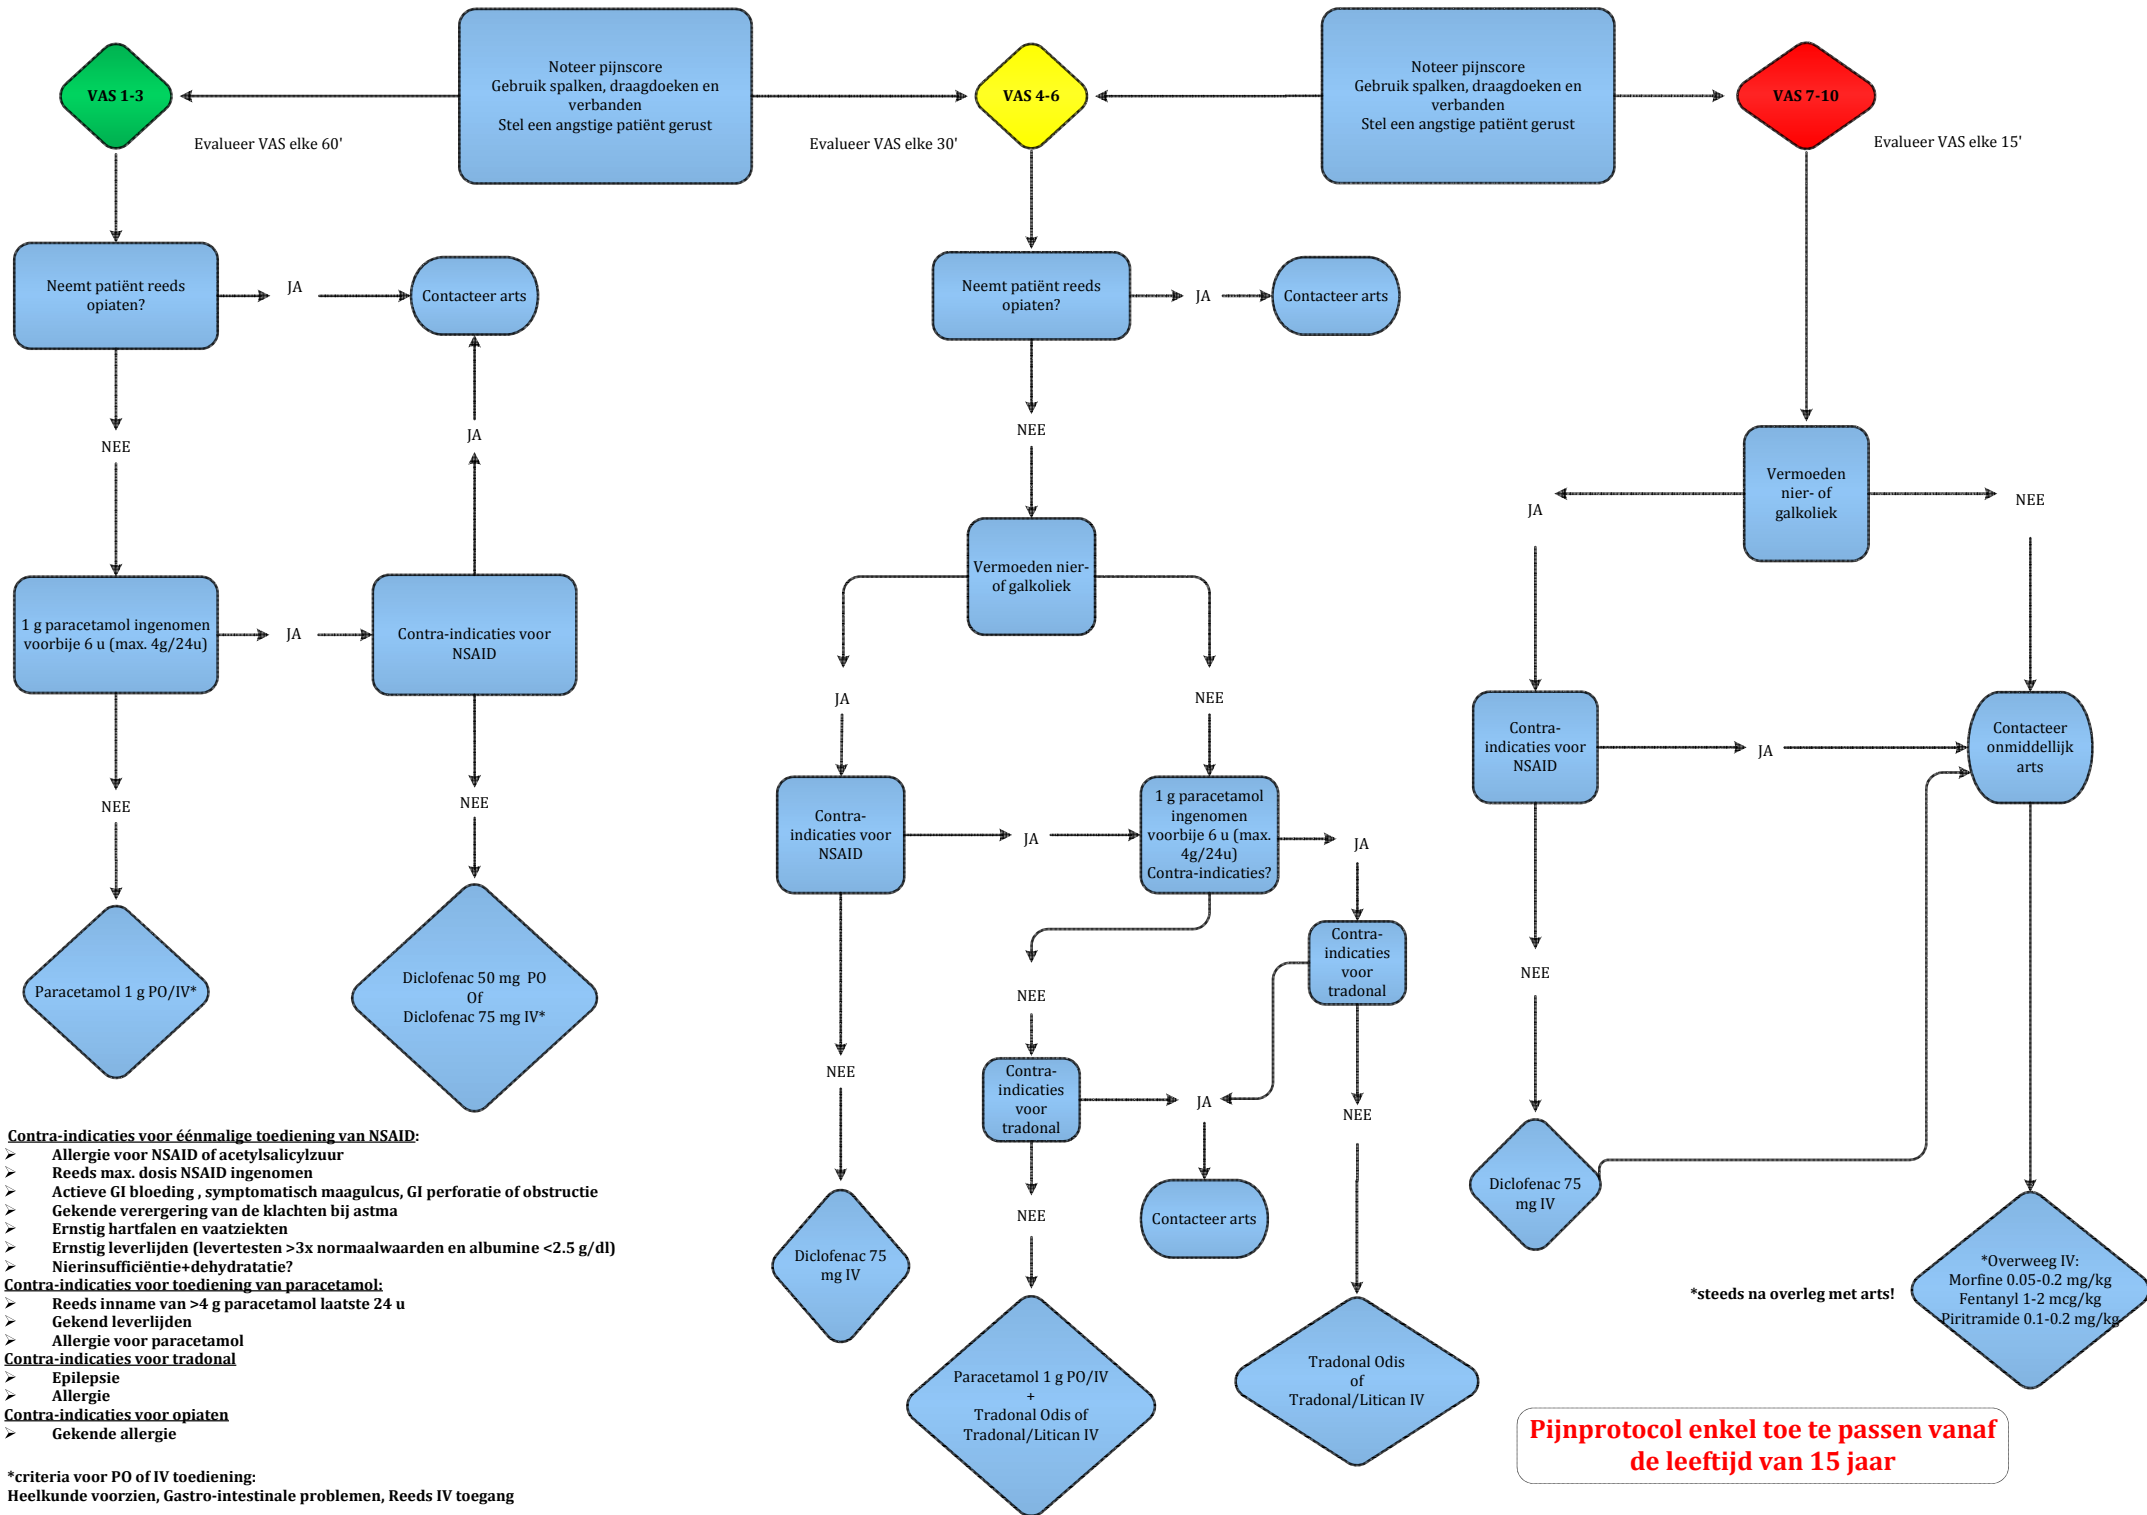 VAS 1-3
Evalueer VAS elke 60'
Noteer pijnscore
Gebruik spalken, draagdoeken en
verbanden
Stel een angstige patiënt gerust
VAS 4-6
Evalueer VAS elke 30'
Noteer pijnscore
Gebruik spalken, draagdoeken en
verbanden
Stel een angstige patiënt gerust
VAS 7-10
Evalueer VAS elke 15'
Neemt patiënt reeds
opiaten?
JA
Contacteer arts
NEE
JA
1 g paracetamol ingenomen
voorbije 6 u (max. 4g/24u)
JA
Contra-indicaties voor
NSAID
NEE
NEE
Paracetamol 1 g PO/IV*
Diclofenac 50 mg  PO
Of
Diclofenac 75 mg IV*
Neemt patiënt reeds
opiaten?
JA
Contacteer arts
NEE
Vermoeden nier-
of galkoliek
JA
NEE
Contra-
indicaties voor
NSAID
JA
1 g paracetamol
ingenomen
voorbije 6 u (max.
4g/24u)
Contra-indicaties?
JA
Contra-
indicaties
voor
tradonal
NEE
NEE
Contra-
indicaties
voor
tradonal
JA
NEE
NEE
Contacteer arts
Diclofenac 75
mg IV
Paracetamol 1 g PO/IV
+
Tradonal Odis of
Tradonal/Litican IV
Tradonal Odis
of
Tradonal/Litican IV
Vermoeden
nier- of
galkoliek
JA
NEE
Contra-
indicaties voor
NSAID
JA
Contacteer
onmiddellijk
arts
NEE
Diclofenac 75
mg IV
*steeds na overleg met arts!
*Overweeg IV:
Morfine 0.05-0.2 mg/kg
Fentanyl 1-2 mcg/kg
Piritramide 0.1-0.2 mg/kg
Contra-indicaties voor éénmalige toediening van NSAID:
➢ Allergie voor NSAID of acetylsalicylzuur
➢ Reeds max. dosis NSAID ingenomen
➢ Actieve GI bloeding , symptomatisch maagulcus, GI perforatie of obstructie
➢ Gekende verergering van de klachten bij astma
➢ Ernstig hartfalen en vaatziekten
➢ Ernstig leverlijden (levertesten >3x normaalwaarden en albumine <2.5 g/dl)
➢ Nierinsufficiëntie+dehydratatie?
Contra-indicaties voor toediening van paracetamol:
➢ Reeds inname van >4 g paracetamol laatste 24 u
➢ Gekend leverlijden
➢ Allergie voor paracetamol
Contra-indicaties voor tradonal
➢ Epilepsie
➢ Allergie
Contra-indicaties voor opiaten
➢ Gekende allergie
*criteria voor PO of IV toediening:
Heelkunde voorzien, Gastro-intestinale problemen, Reeds IV toegang
Pijnprotocol enkel toe te passen vanaf
de leeftijd van 15 jaar